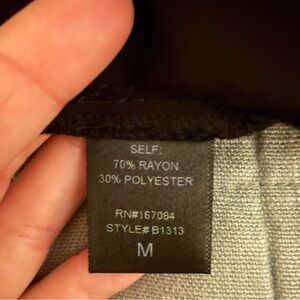 SELF:
70% RAYON
30% POLYESTER
RN#167084
STYLE# B1313
M